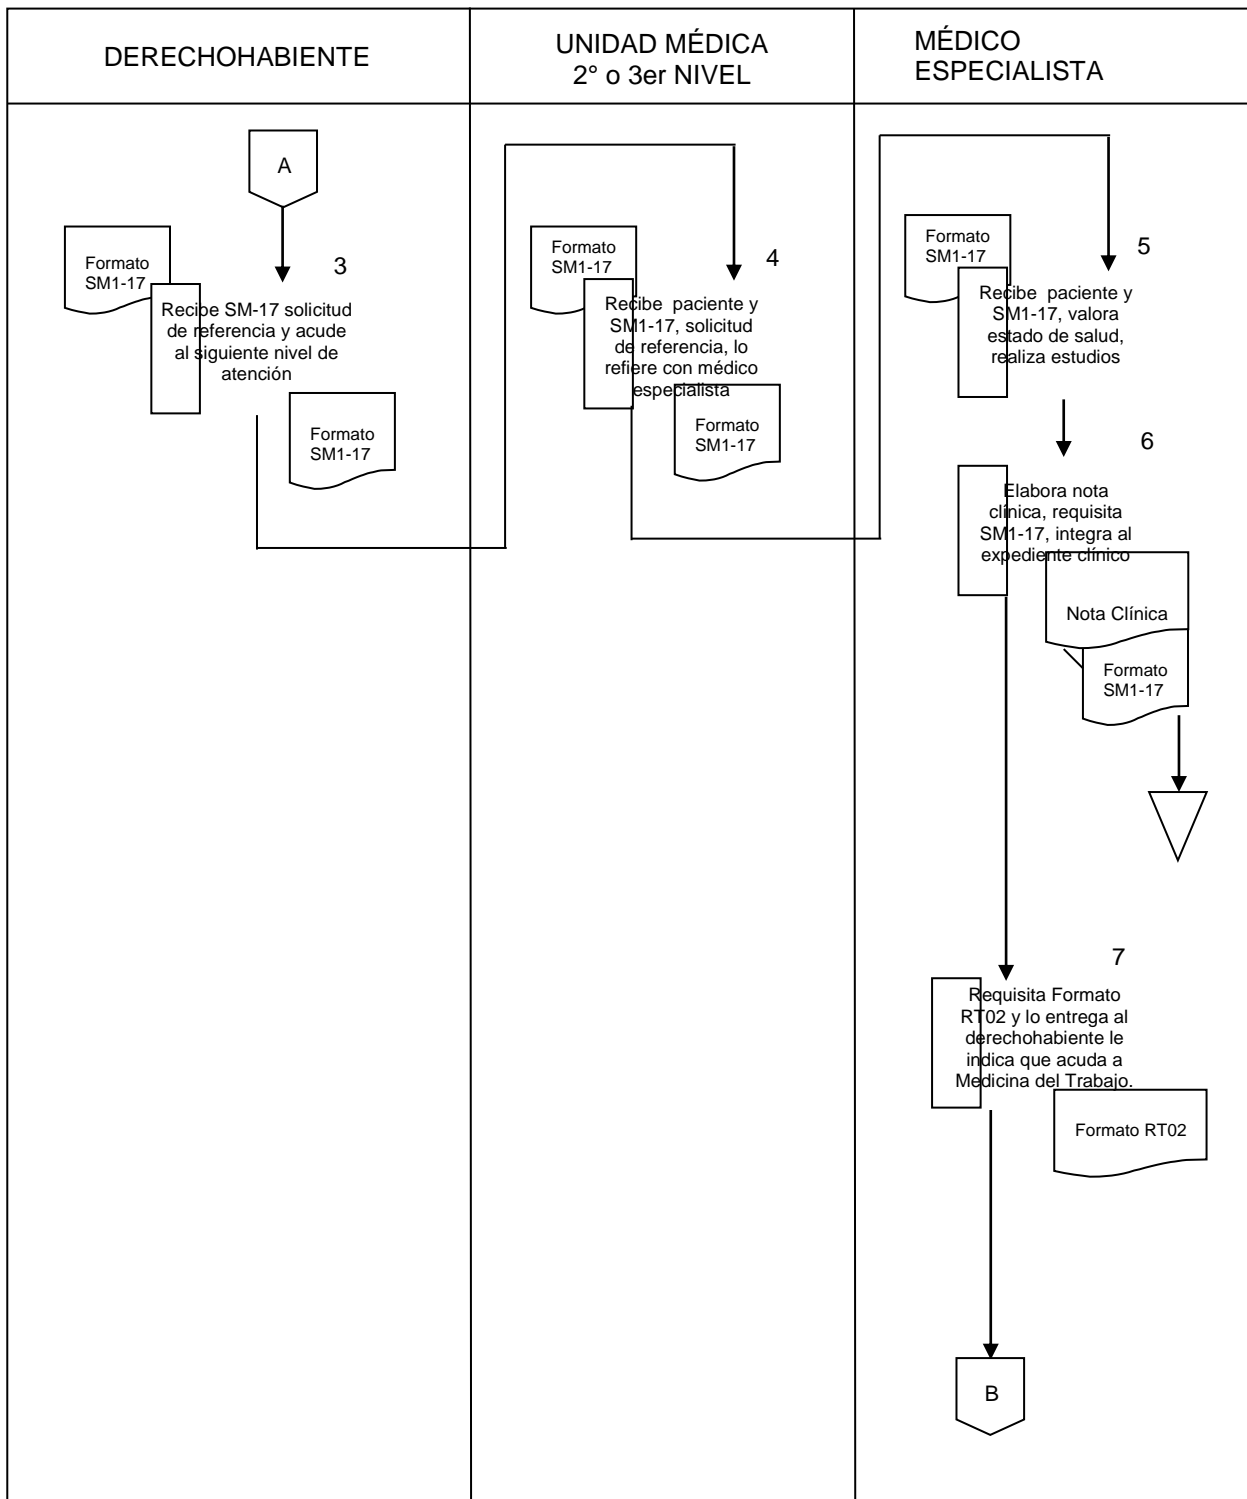 DERECHOHABIENTE
UNIDAD MÉDICA
2° o 3er NIVEL
MÉDICO
ESPECIALISTA
A
Formato
SM1-17
3
Recibe SM-17 solicitud
de referencia y acude
al siguiente nivel de
atención
Formato
SM1-17
Formato
SM1-17
4
Recibe paciente y
SM1-17, solicitud
de referencia, lo
refiere con médico
especialista
Formato
SM1-17
Formato
SM1-17
5
Recibe paciente y
SM1-17, valora
estado de salud,
realiza estudios
6
Elabora nota
clínica, requisita
SM1-17, integra al
expediente clínico
Nota Clínica
Formato
SM1-17
7
Requisita Formato
RT02 y lo entrega al
derechohabiente le
indica que acuda a
Medicina del Trabajo.
Formato RT02
B